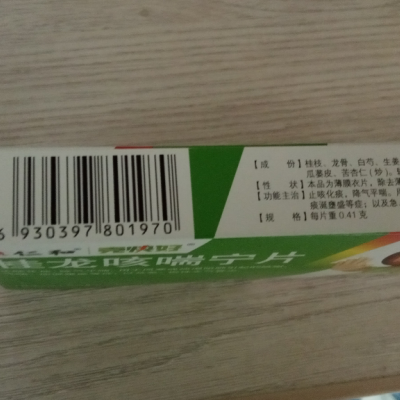 【成　份】桂枝、龙骨、白芍、生姜
瓜蒌皮、苦杏仁(炒)、
【性　状】本品为薄膜衣片，除去薄
【功能主治】止咳化痰，降气平喘。
痰涎壅盛等症；以及急
【规　格】每片重0.41克
6 930397 801970
仁和
桂龙咳喘宁片